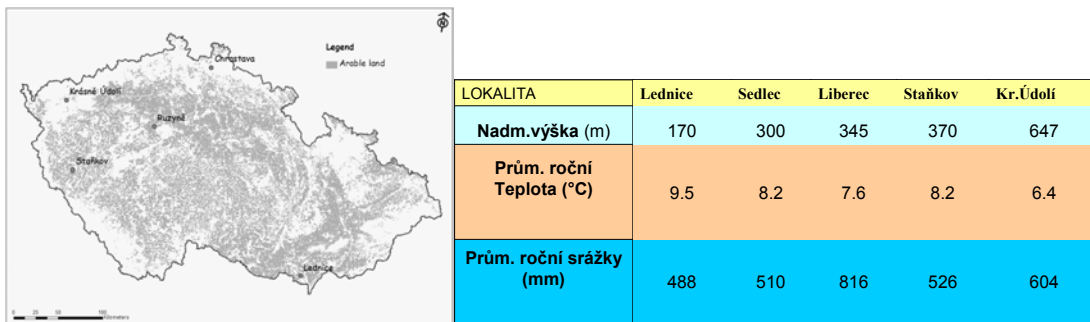 N
Legend
Arable land
Chrastava
Krásné Údolí
Ruzyně
Staňkov
Lednice
0 25 50 100
Kilometers
LOKALITA Lednice Sedlec Liberec Staňkov Kr.Údolí
Nadm.výška (m) 170 300 345 370 647
Prům. roční
Teplota (°C) 9.5 8.2 7.6 8.2 6.4
Prům. roční srážky
(mm) 488 510 816 526 604